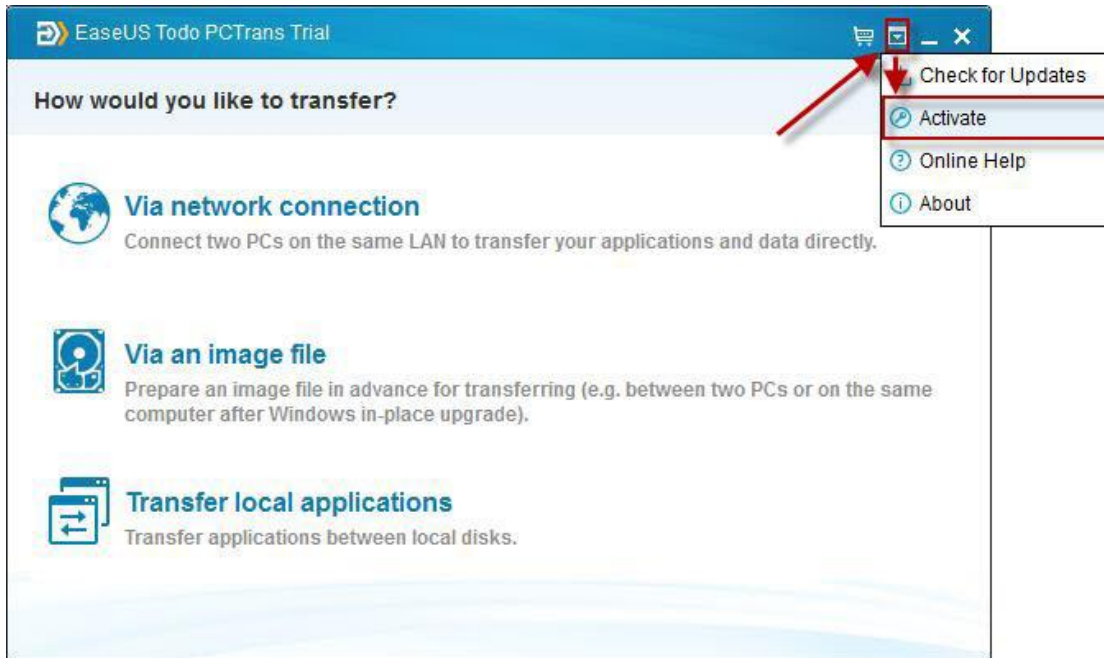 EaseUS Todo PCTrans Trial
Check for Updates
How would you like to transfer?
Activate
Online Help
About
Via network connection
Connect two PCs on the same LAN to transfer your applications and data directly.
Via an image file
Prepare an image file in advance for transferring (e.g. between two PCs or on the same
computer after Windows in-place upgrade).
Transfer local applications
Transfer applications between local disks.